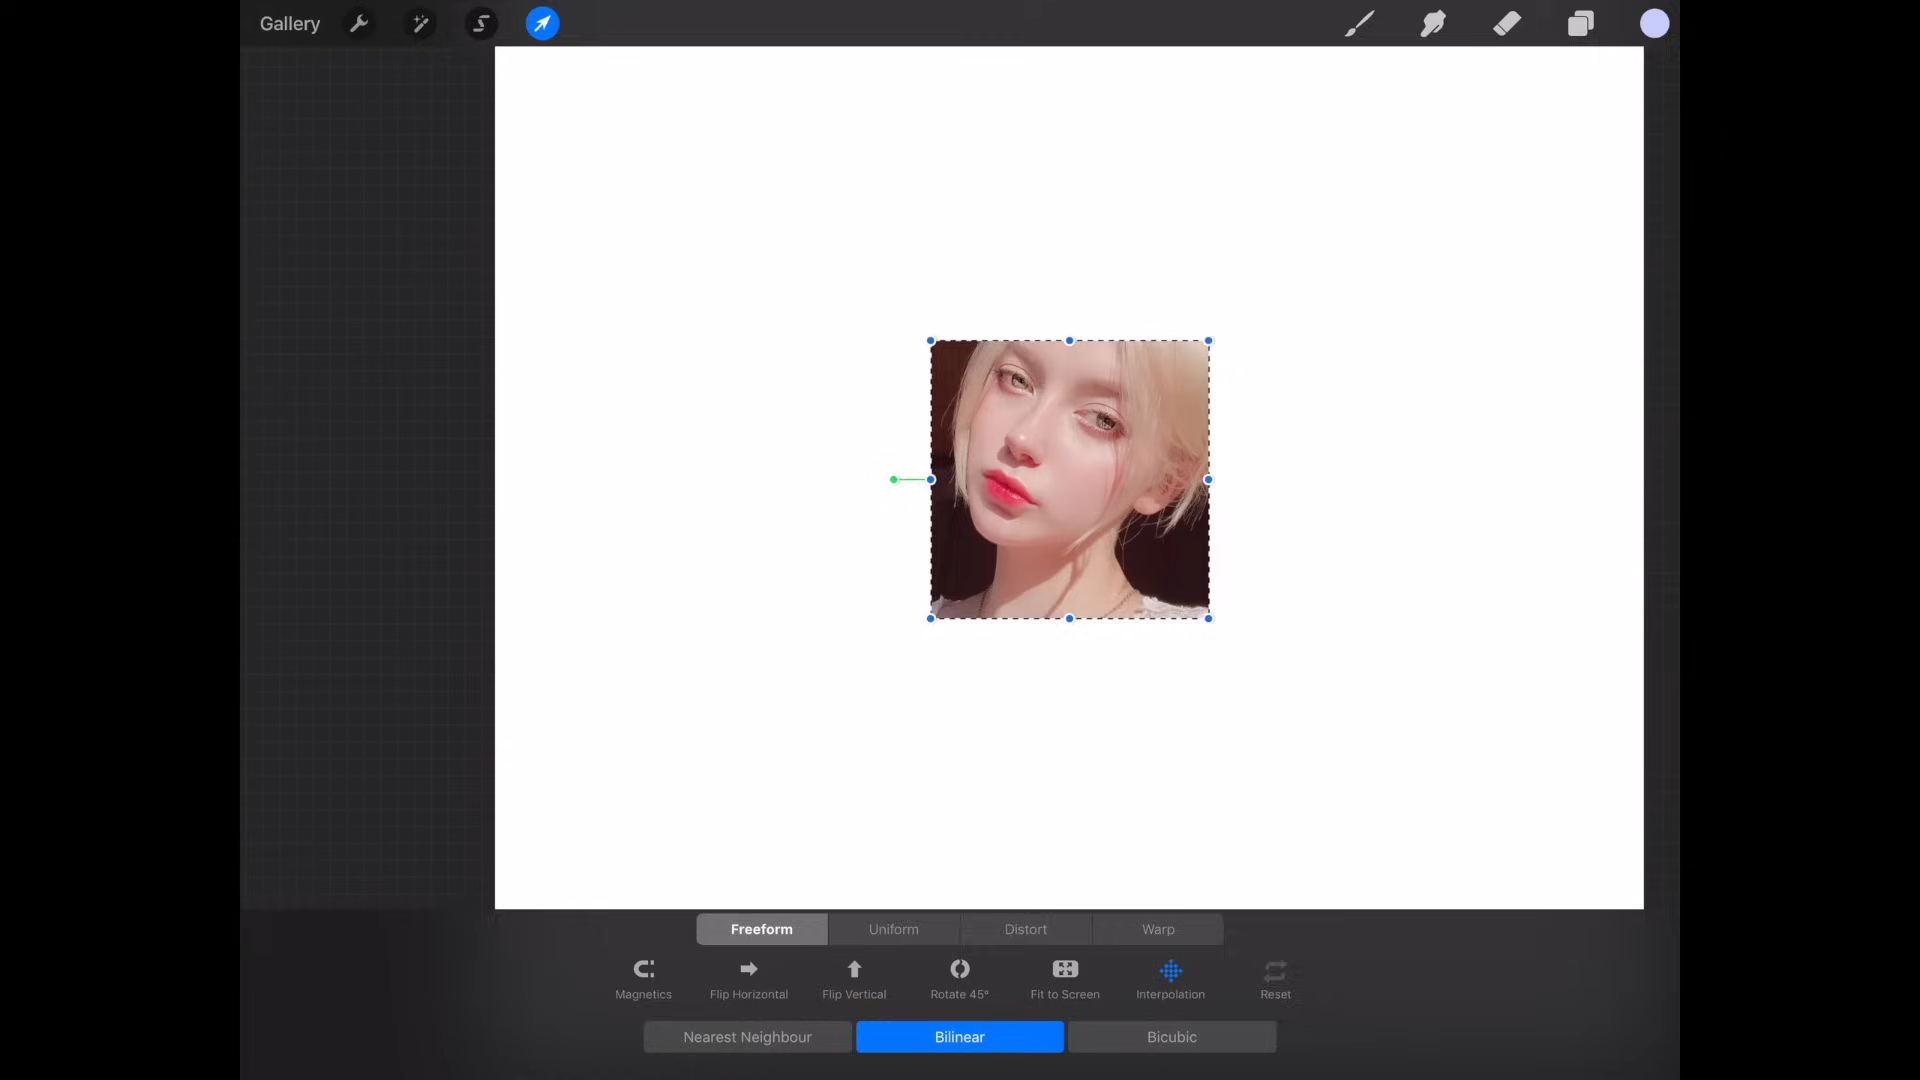 Gallery
Freeform Uniform Distort Warp
Magnetics Flip Horizontal Flip Vertical Rotate 45° Fit to Screen Interpolation Reset
Nearest Neighbour Bilinear Bicubic